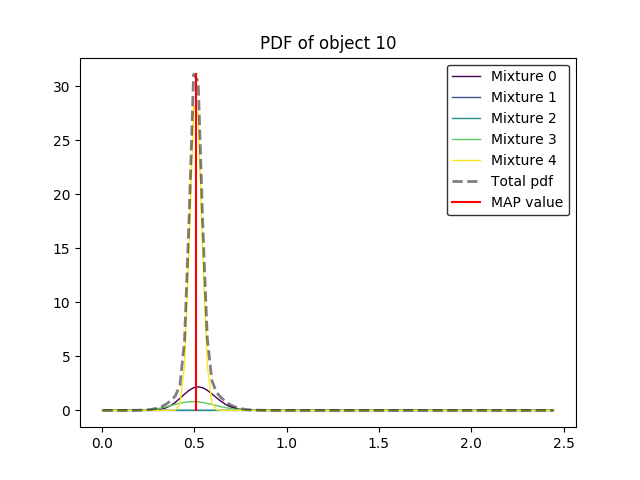 PDF of object 10
Mixture 0
Mixture 1
Mixture 2
Mixture 3
Mixture 4
Total pdf
MAP value
30
25
20
15
10
5
0
0.0 0.5 1.0 1.5 2.0 2.5